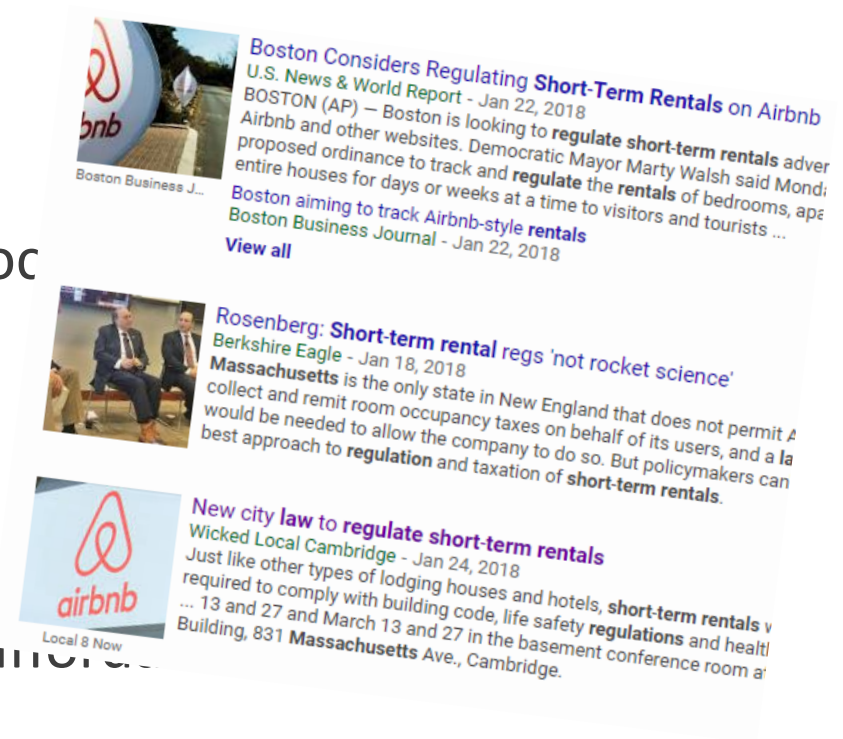 Boston Considers Regulating Short-Term Rentals on Airbnb
U.S. News & World Report - Jan 22, 2018
BOSTON (AP) — Boston is looking to regulate short-term rentals adver
Airbnb and other websites. Democratic Mayor Marty Walsh said Mond
proposed ordinance to track and regulate the rentals of bedrooms, apa
entire houses for days or weeks at a time to visitors and tourists ...
Boston aiming to track Airbnb-style rentals
Boston Business Journal - Jan 22, 2018
View all
bnb
Boston Business J...
Rosenberg: Short-term rental regs 'not rocket science'
Berkshire Eagle - Jan 18, 2018
Massachusetts is the only state in New England that does not permit A
collect and remit room occupancy taxes on behalf of its users, and a la
would be needed to allow the company to do so. But policymakers can
best approach to regulation and taxation of short-term rentals.
New city law to regulate short-term rentals
Wicked Local Cambridge - Jan 24, 2018
Just like other types of lodging houses and hotels, short-term rentals w
required to comply with building code, life safety regulations and healt
... 13 and 27 and March 13 and 27 in the basement conference room a
Building, 831 Massachusetts Ave., Cambridge.
airbnb
Local 8 Now